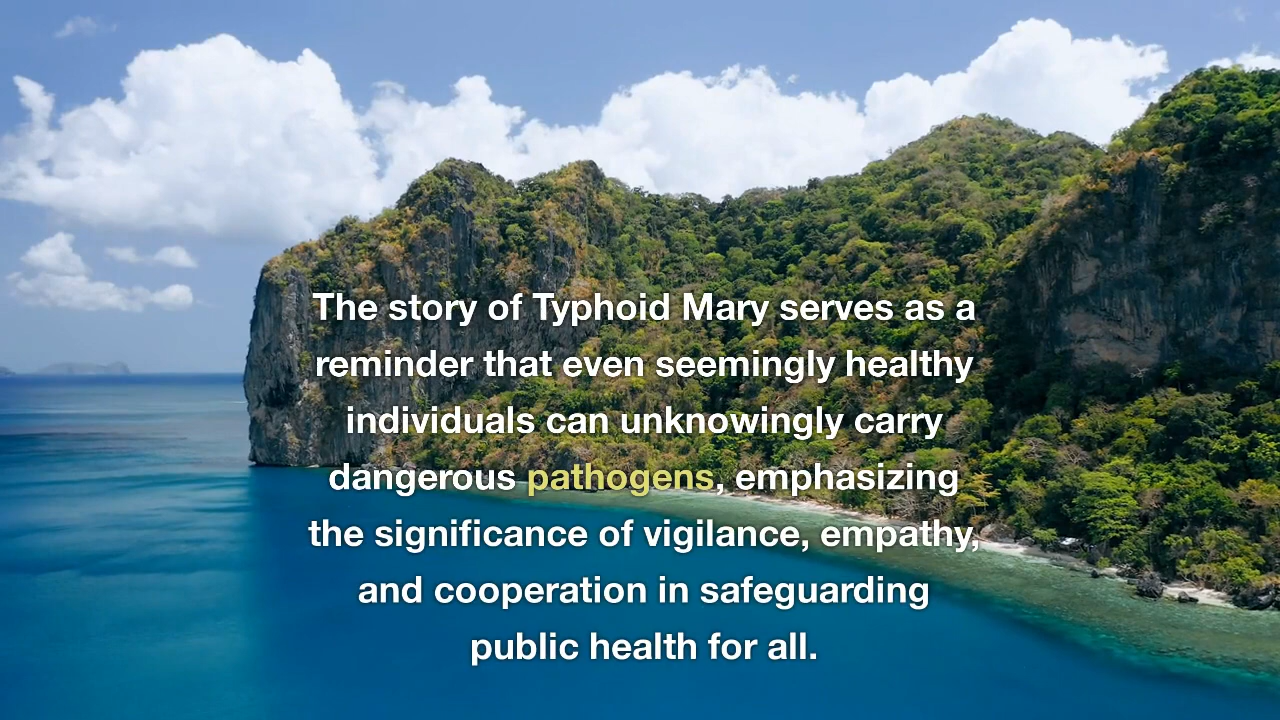 The story of Typhoid Mary serves as a
reminder that even seemingly healthy
individuals can unknowingly carry
dangerous pathogens, emphasizing
the significance of vigilance, empathy,
and cooperation in safeguarding
public health for all.